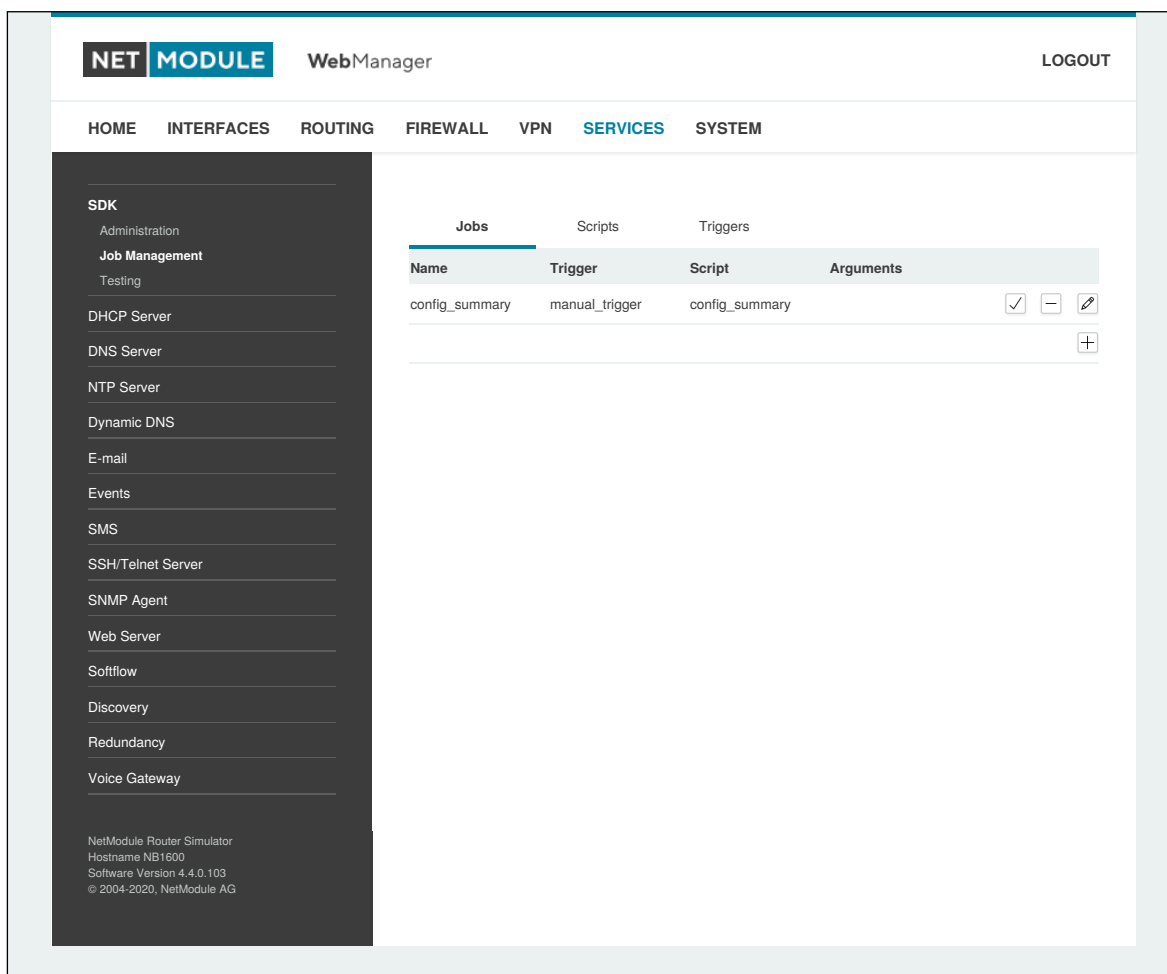 NET MODULE WebManager LOGOUT
HOME INTERFACES ROUTING FIREWALL VPN SERVICES SYSTEM
SDK
Administration
Job Management
Testing
DHCP Server
DNS Server
NTP Server
Dynamic DNS
E-mail
Events
SMS
SSH/Telnet Server
SNMP Agent
Web Server
Softflow
Discovery
Redundancy
Voice Gateway
NetModule Router Simulator
Hostname NB1600
Software Version 4.4.0.103
© 2004-2020, NetModule AG
Jobs Scripts Triggers
Name Trigger Script Arguments
config_summary manual_trigger config_summary